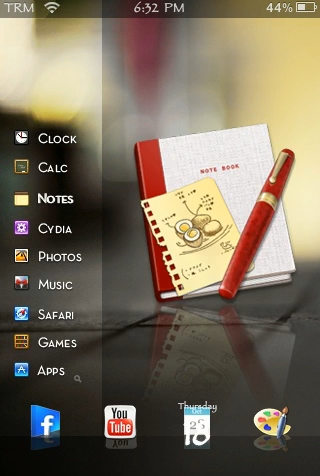 TRM 6:32 PM 44%
Clock
Calc
Notes
Cydia
Photos
Music
Safari
Games
Apps
NOTE BOOK
f
You
Tube
Thursday
Oct
25